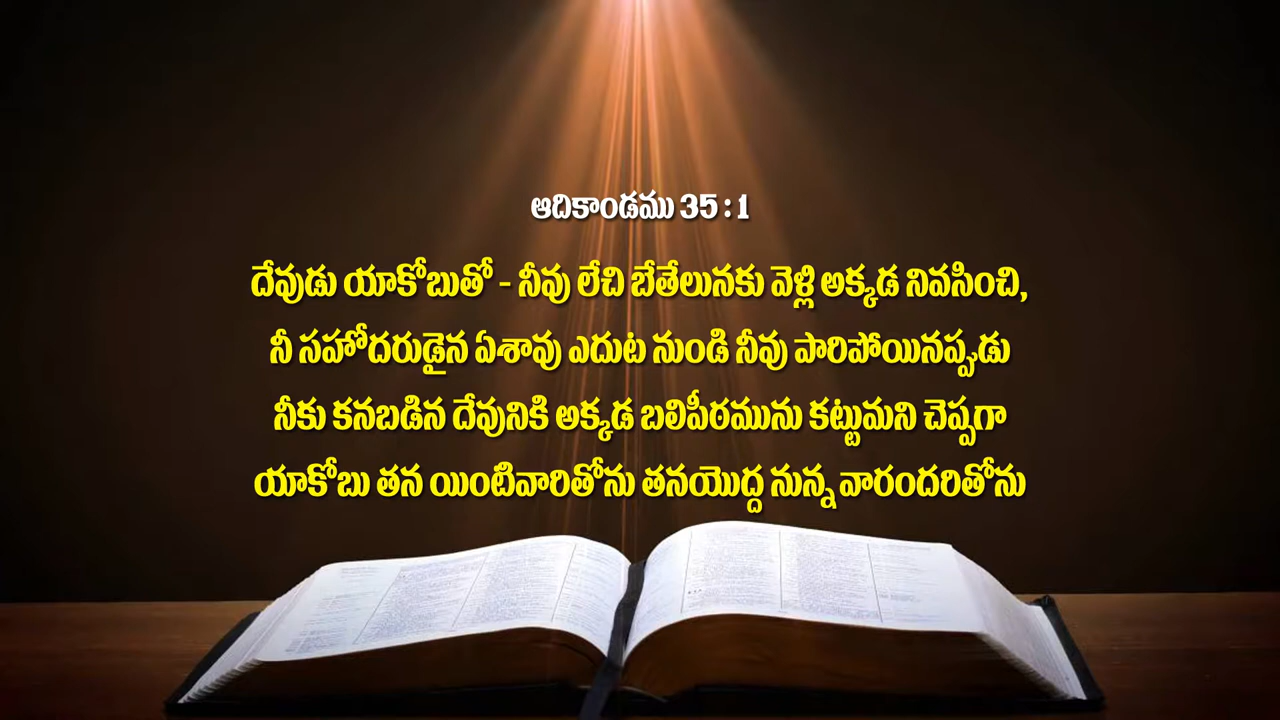 ఆదికాండము 35 : 1
దేవుడు యాకోబుతో - నీవు లేచి బేతేలునకు వెళ్లి అక్కడ నివసించి,
నీ సహోదరుడైన ఏశావు ఎదుట నుండి నీవు పారిపోయినప్పుడు
నీకు కనబడిన దేవునికి అక్కడ బలిపీఠమును కట్టుమని చెప్పగా
యాకోబు తన యింటివారితోను తనయొద్ద నున్న వారందరితోను